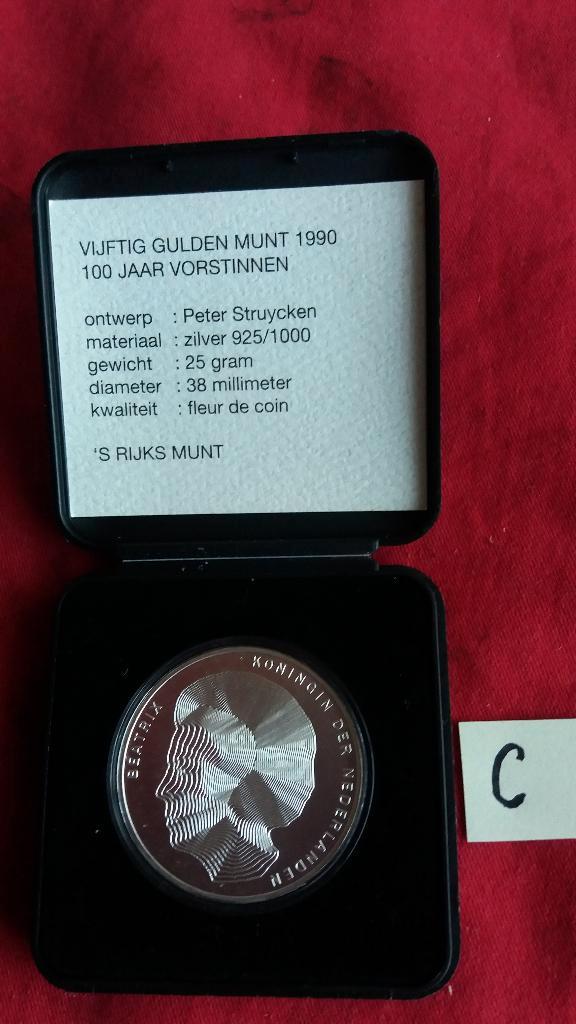 VIJFTIG GULDEN MUNT 1990
100 JAAR VORSTINNEN
ontwerp : Peter Struycken
materiaal : zilver 925/1000
gewicht : 25 gram
diameter : 38 millimeter
kwaliteit : fleur de coin
'S RIJKS MUNT
BEATRIX KONINGIN DER NEDERLANDEN
C